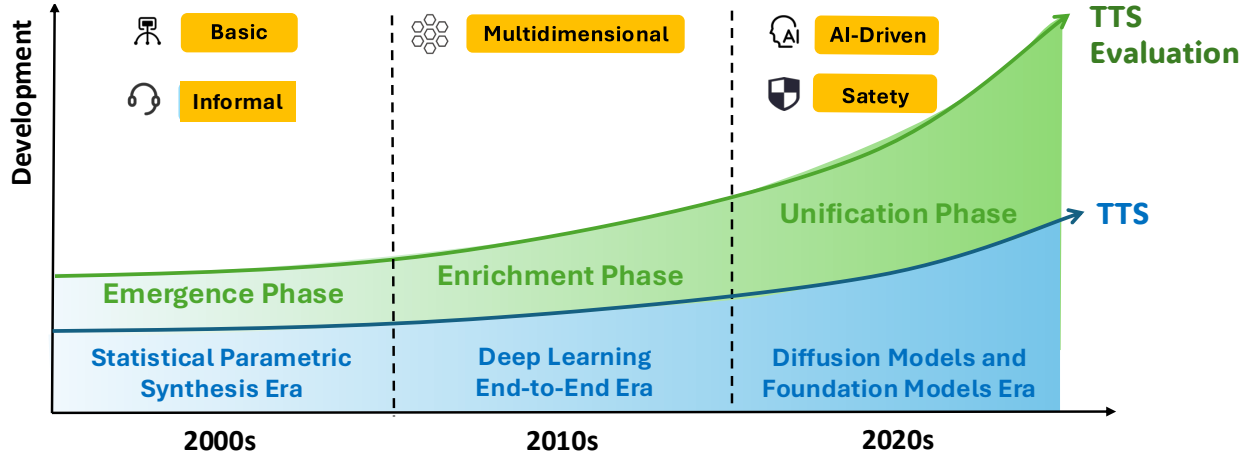 Development
Basic
Informal
Multidimensional
AI
AI-Driven
Satety
TTS
Evaluation
TTS
Emergence Phase
Enrichment Phase
Unification Phase
Statistical Parametric
Synthesis Era
Deep Learning
End-to-End Era
Diffusion Models and
Foundation Models Era
2000s
2010s
2020s